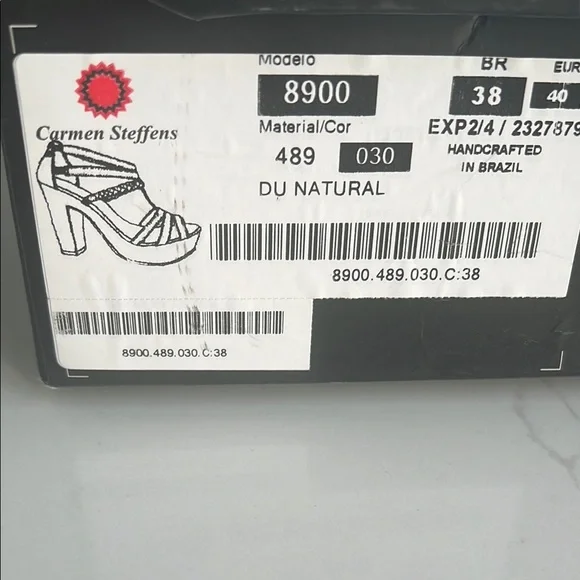 Carmen Steffens
Modelo
8900
Material/Cor
489 030
DU NATURAL
BR EUR
38 40
EXP2/4 / 2327879
HANDCRAFTED
IN BRAZIL
8900.489.030.C:38
8900.489.030.C:38